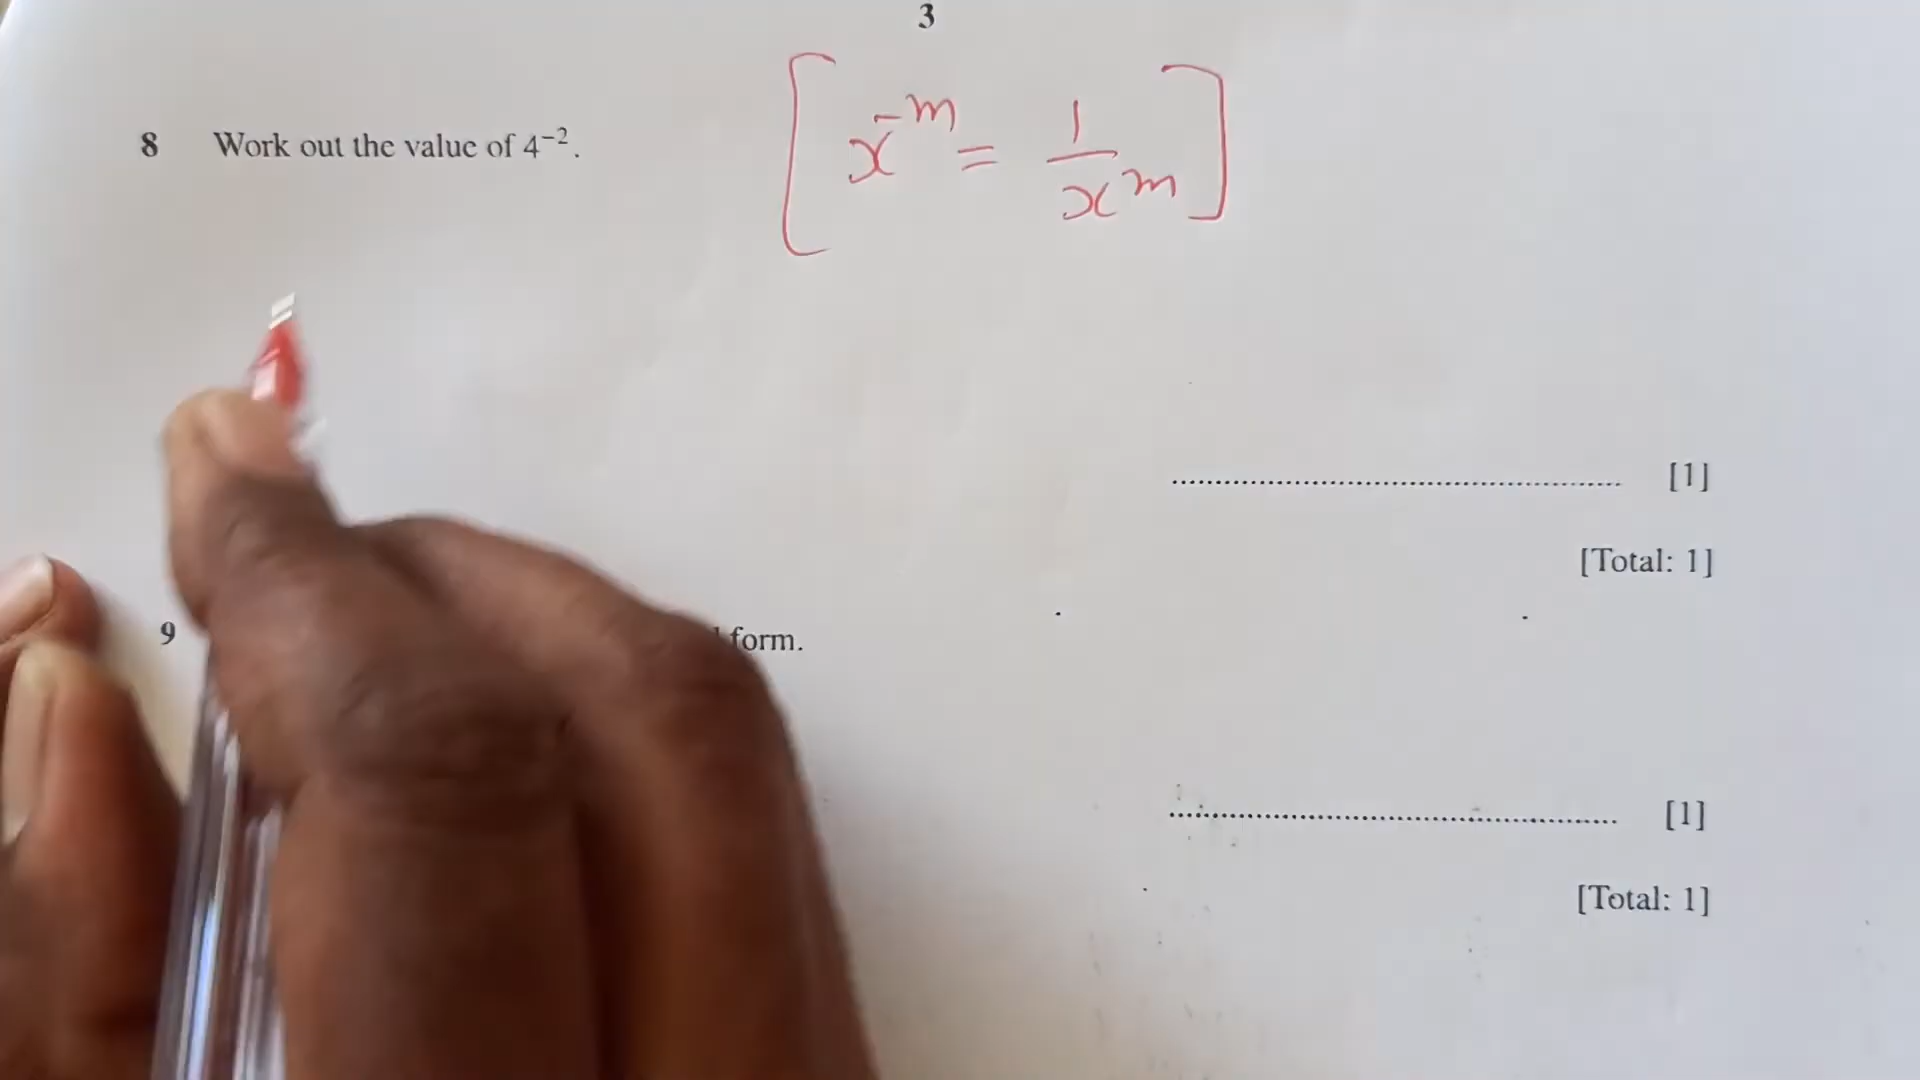 3
8 Work out the value of 4⁻².
[x⁻ᵐ = 1/xᵐ]
.................................................. [1]
[Total: 1]
9 form.
.................................................. [1]
[Total: 1]